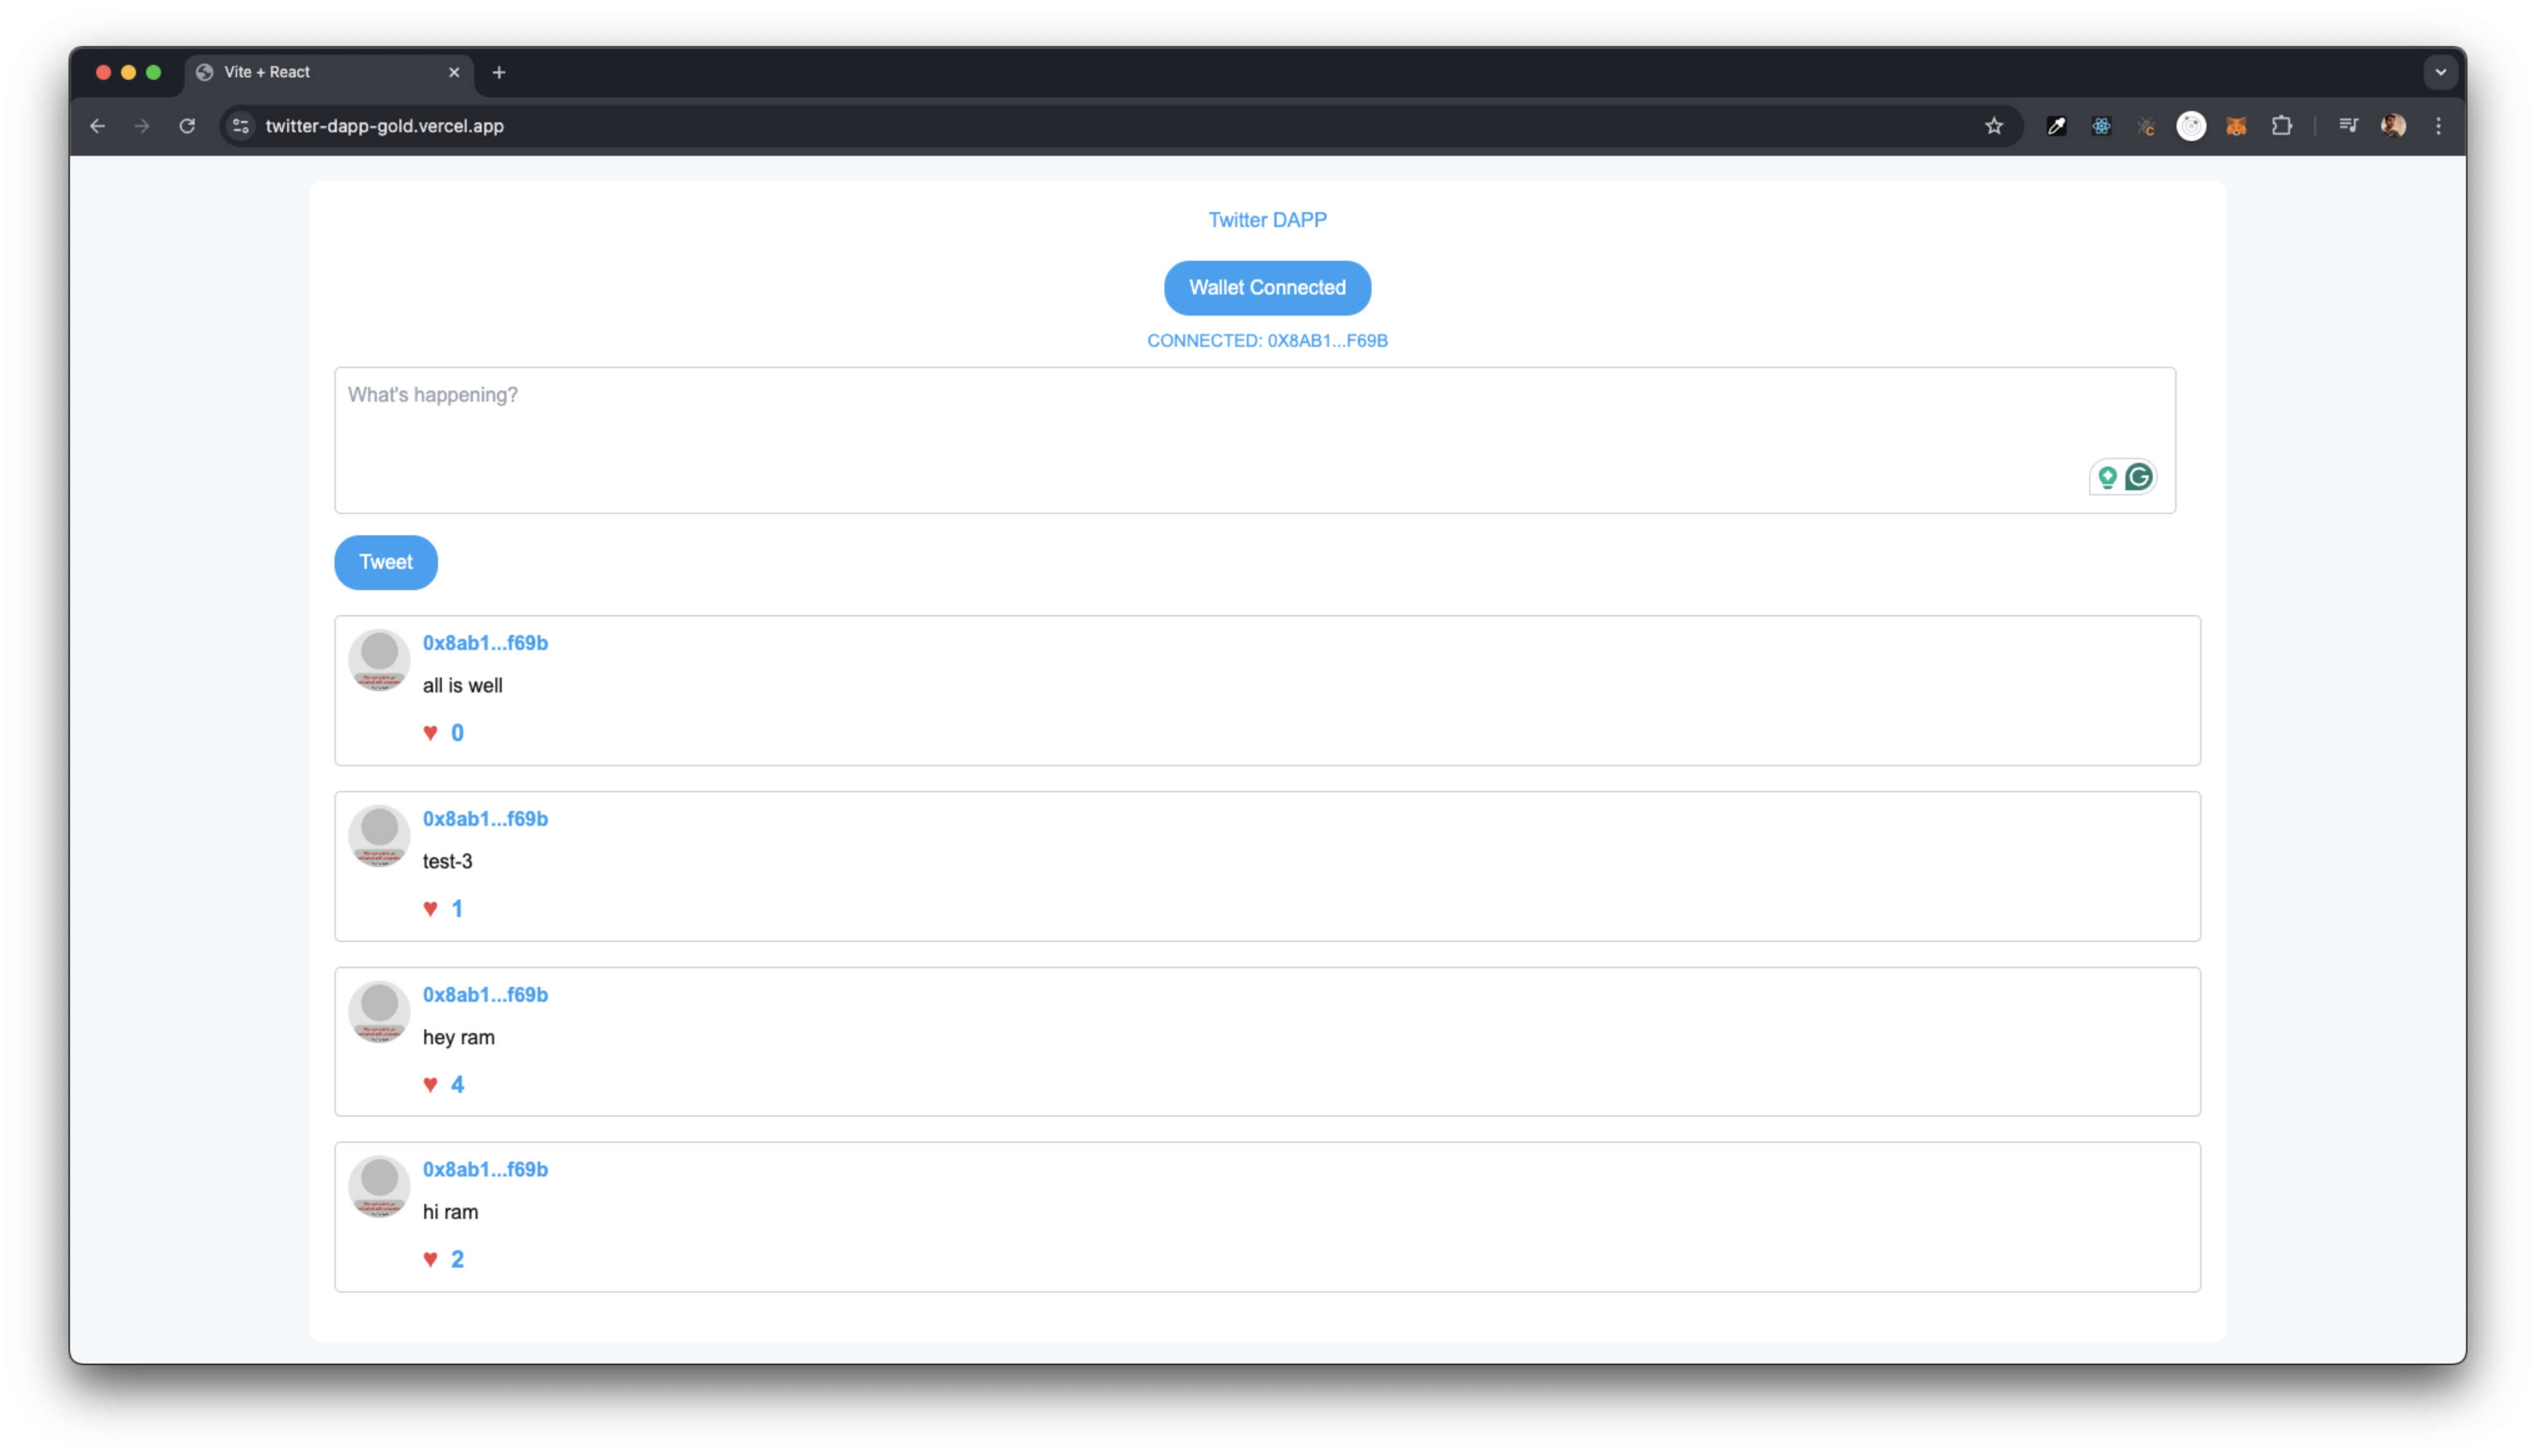 Vite + React
twitter-dapp-gold.vercel.app
Twitter DAPP
Wallet Connected
CONNECTED: 0X8AB1...F69B
What's happening?
Tweet
0x8ab1...f69b
all is well
♥ 0
0x8ab1...f69b
test-3
♥ 1
0x8ab1...f69b
hey ram
♥ 4
0x8ab1...f69b
hi ram
♥ 2